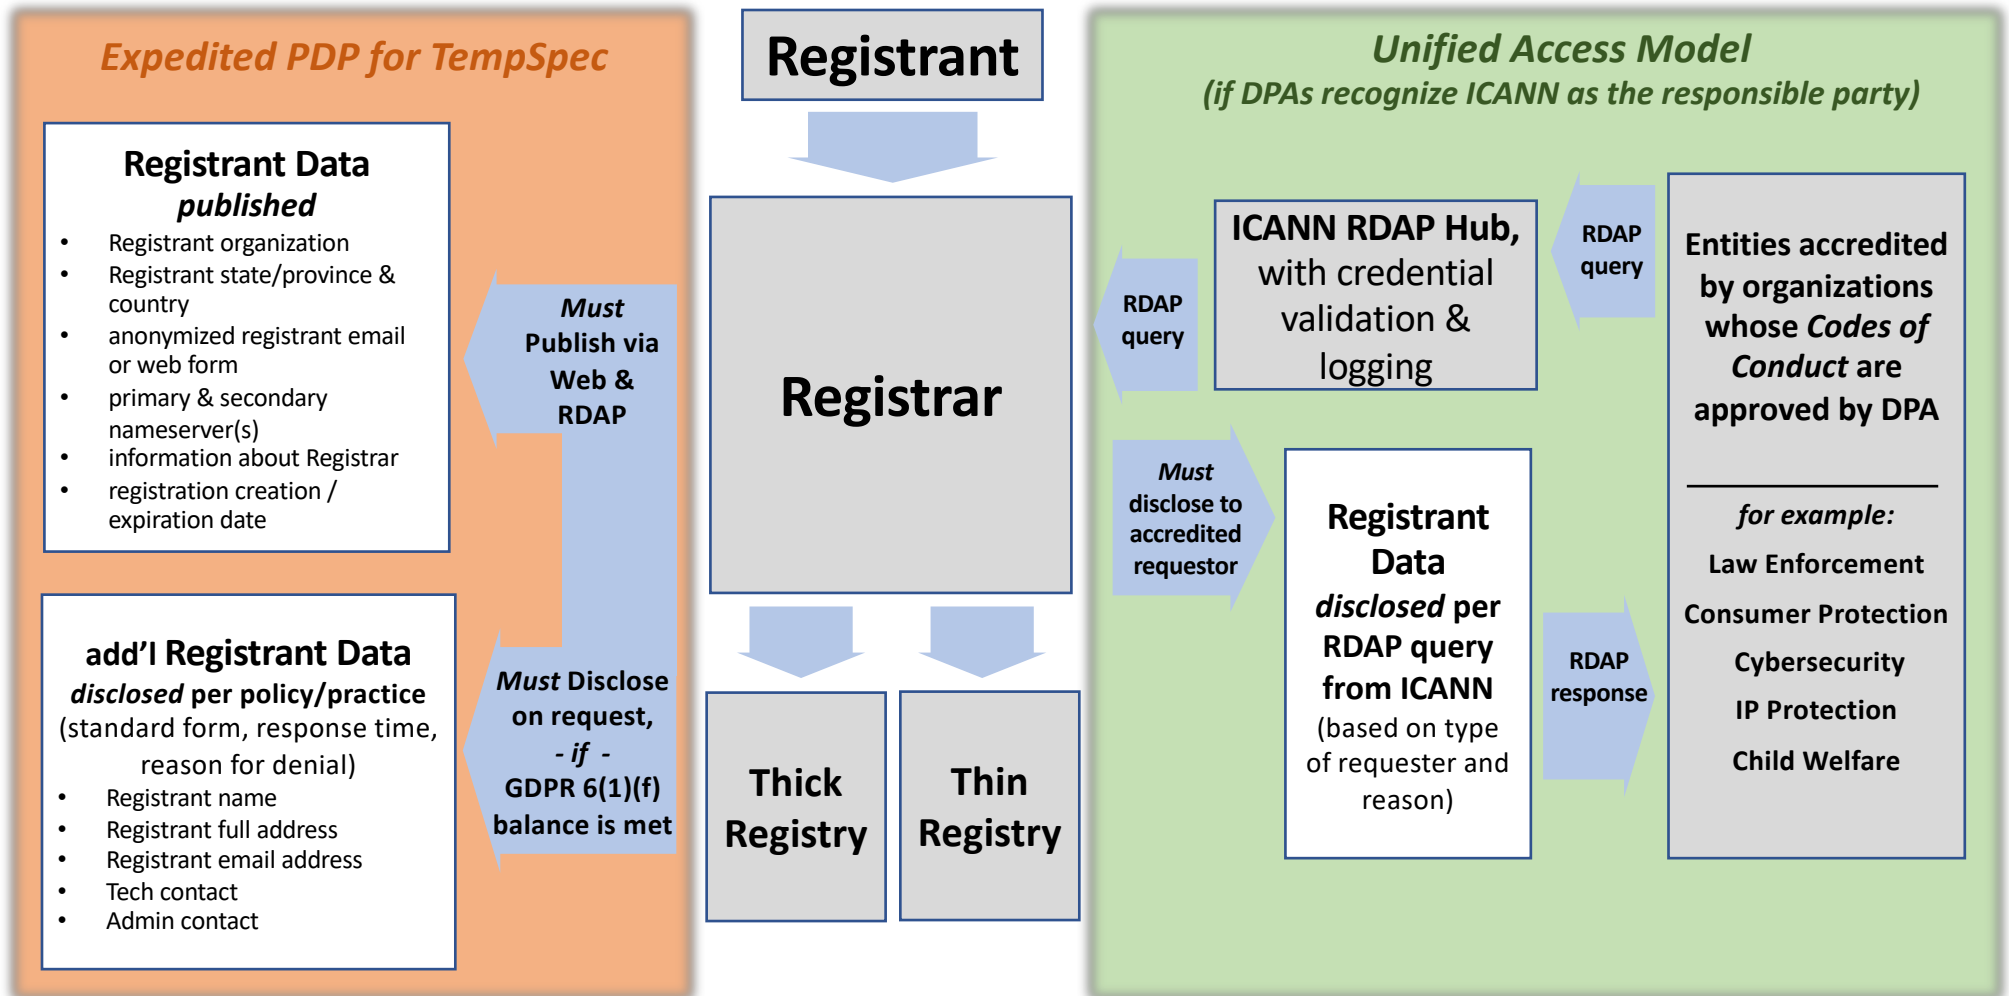 Expedited PDP for TempSpec
Registrant Data
published
• Registrant organization
• Registrant state/province &
country
• anonymized registrant email
or web form
• primary & secondary
nameserver(s)
• information about Registrar
• registration creation /
expiration date
Must
Publish via
Web &
RDAP
add'l Registrant Data
disclosed per policy/practice
(standard form, response time,
reason for denial)
• Registrant name
• Registrant full address
• Registrant email address
• Tech contact
• Admin contact
Must Disclose
on request,
- if -
GDPR 6(1)(f)
balance is met
Registrant
Registrar
Thick
Registry
Thin
Registry
Unified Access Model
(if DPAs recognize ICANN as the responsible party)
RDAP
query
ICANN RDAP Hub,
with credential
validation &
logging
RDAP
query
Entities accredited
by organizations
whose Codes of
Conduct are
approved by DPA
for example:
Law Enforcement
Consumer Protection
Cybersecurity
IP Protection
Child Welfare
Must
disclose to
accredited
requestor
Registrant
Data
disclosed per
RDAP query
from ICANN
(based on type
of requester and
reason)
RDAP
response